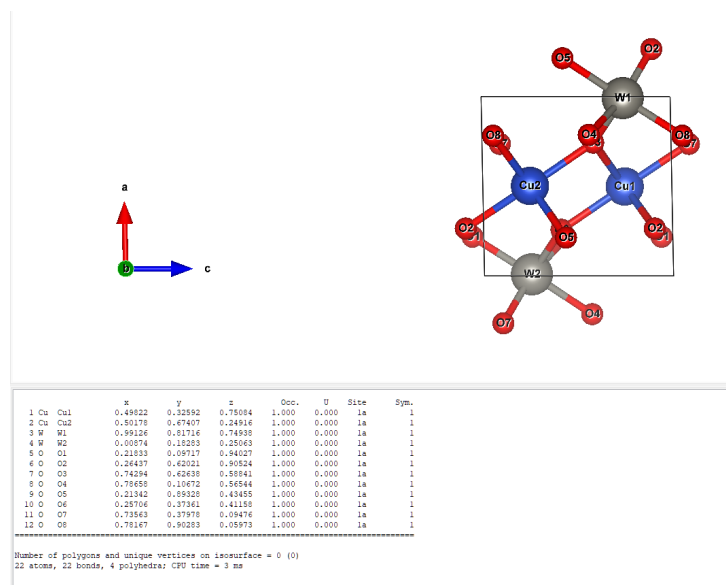 O5 O2
W1
O8 O4 3 O8
7 7
Cu2 Cu1
a
O2 O2
1 O5 1
b c
W2
O7 O4
x y z Occ. U Site Sym.
1 Cu Cu1 0.49822 0.32592 0.75084 1.000 0.000 1a 1
2 Cu Cu2 0.50178 0.67407 0.24916 1.000 0.000 1a 1
3 W W1 0.99126 0.81716 0.74938 1.000 0.000 1a 1
4 W W2 0.00874 0.18283 0.25063 1.000 0.000 1a 1
5 O O1 0.21833 0.09717 0.94027 1.000 0.000 1a 1
6 O O2 0.26437 0.62021 0.90524 1.000 0.000 1a 1
7 O O3 0.74294 0.62638 0.58841 1.000 0.000 1a 1
8 O O4 0.78658 0.10672 0.56544 1.000 0.000 1a 1
9 O O5 0.21342 0.89328 0.43455 1.000 0.000 1a 1
10 O O6 0.25706 0.37361 0.41158 1.000 0.000 1a 1
11 O O7 0.73563 0.37978 0.09476 1.000 0.000 1a 1
12 O O8 0.78167 0.90283 0.05973 1.000 0.000 1a 1
Number of polygons and unique vertices on isosurface = 0 (0)
22 atoms, 22 bonds, 4 polyhedra; CPU time = 3 ms